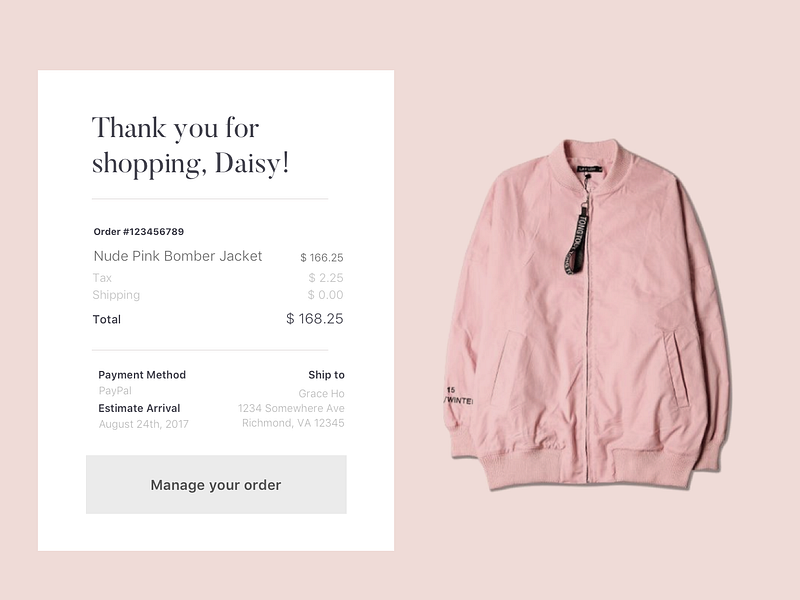 Thank you for
shopping, Daisy!
Order #123456789
Nude Pink Bomber Jacket $ 166.25
Tax $ 2.25
Shipping $ 0.00
Total $ 168.25
Payment Method
PayPal
Estimate Arrival
August 24th, 2017
Ship to
Grace Ho
1234 Somewhere Ave
Richmond, VA 12345
Manage your order
15
/WINTER